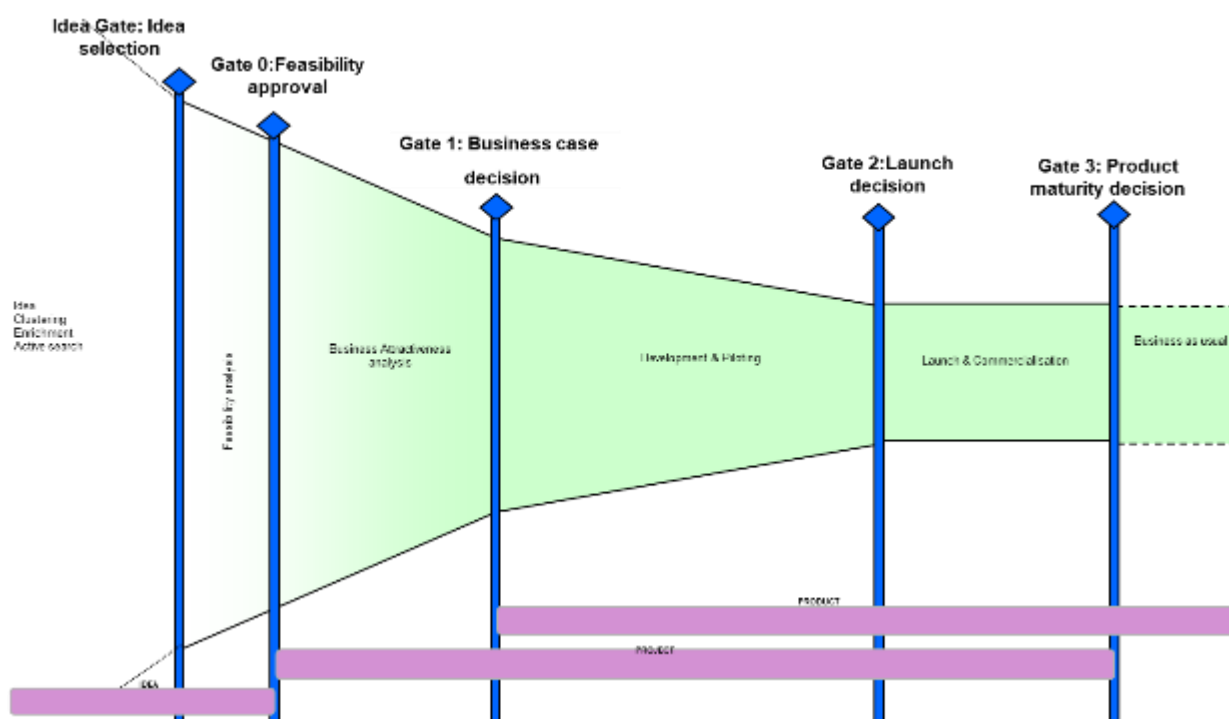 Idea Gate: Idea
selection
Gate 0:Feasibility
approval
Gate 1: Business case
decision
Gate 2:Launch
decision
Gate 3: Product
maturity decision
Idea
Clustering
Enrichment
Active search
Feasibility analysis
Business Attractiveness
analysis
Development & Piloting
Launch & Commercialisation
Business as usual
PRODUCT
PROJECT
IDEA